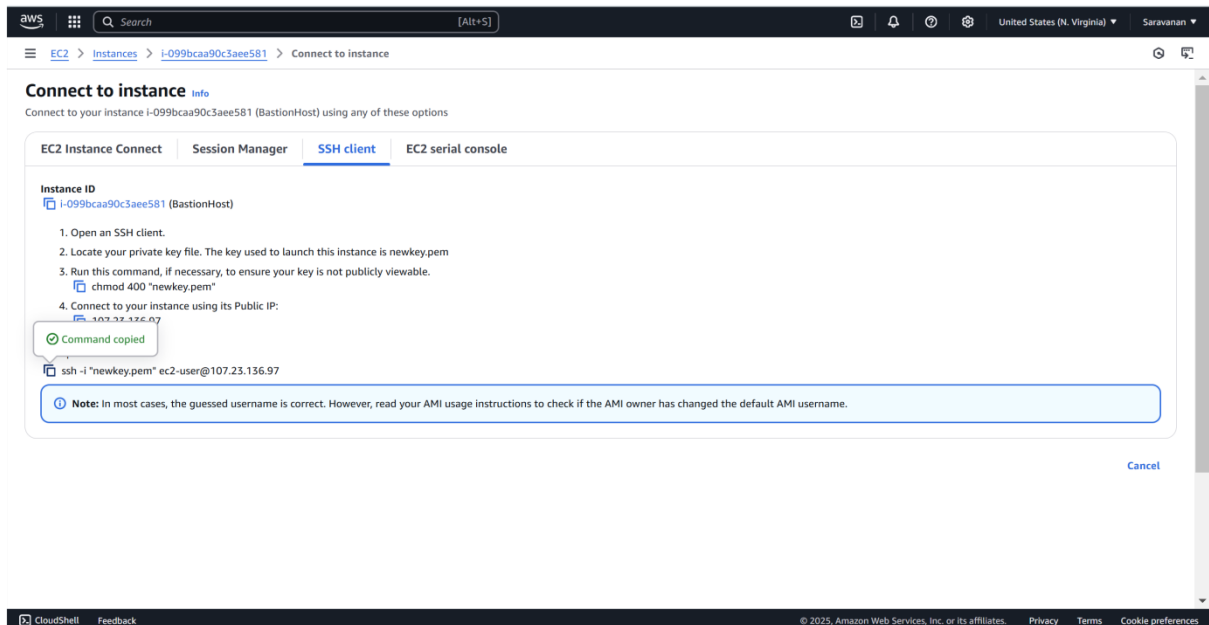 aws
Search [Alt+S]
United States (N. Virginia) Saravanan
EC2 > Instances > i-099bcaa90c3aee581 > Connect to instance
Connect to instance Info
Connect to your instance i-099bcaa90c3aee581 (BastionHost) using any of these options
EC2 Instance Connect Session Manager SSH client EC2 serial console
Instance ID
i-099bcaa90c3aee581 (BastionHost)
1. Open an SSH client.
2. Locate your private key file. The key used to launch this instance is newkey.pem
3. Run this command, if necessary, to ensure your key is not publicly viewable.
chmod 400 "newkey.pem"
4. Connect to your instance using its Public IP:
107.23.136.97
Command copied
ssh -i "newkey.pem" ec2-user@107.23.136.97
Note: In most cases, the guessed username is correct. However, read your AMI usage instructions to check if the AMI owner has changed the default AMI username.
Cancel
CloudShell Feedback © 2025, Amazon Web Services, Inc. or its affiliates. Privacy Terms Cookie preferences